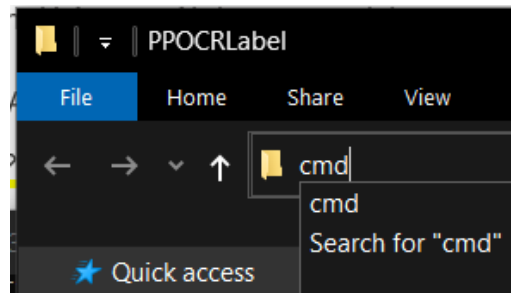 PPOCRLabel
File Home Share View
cmd
cmd
Search for "cmd"
Quick access